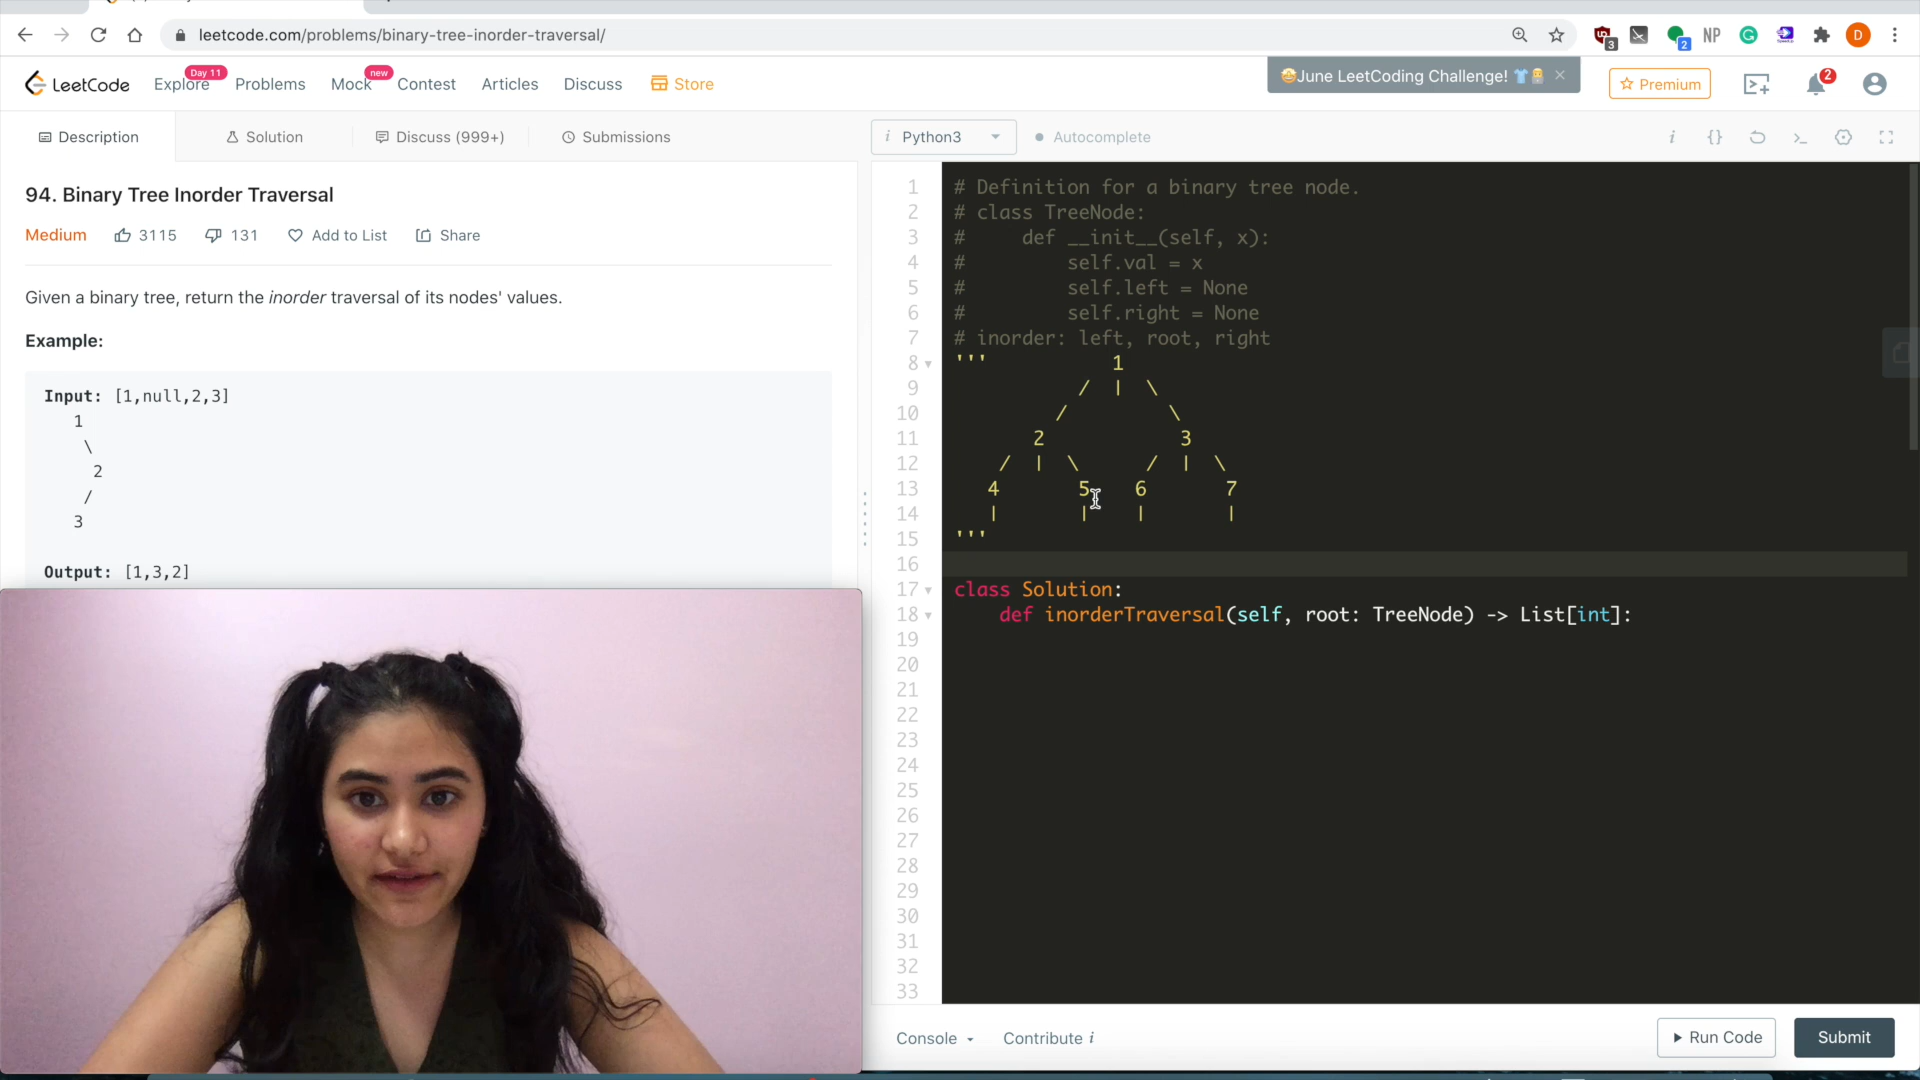 leetcode.com/problems/binary-tree-inorder-traversal/
3
2
NP
D
LeetCode
Explore
Day 11
Problems
Mock
new
Contest
Articles
Discuss
Store
June LeetCoding Challenge!
Premium
2
Description
Solution
Discuss (999+)
Submissions
i Python3
Autocomplete
i {} >_
94. Binary Tree Inorder Traversal
Medium 3115 131 Add to List Share
Given a binary tree, return the inorder traversal of its nodes' values.
Example:
Input: [1,null,2,3]
1
\
2
/
3
Output: [1,3,2]
1 # Definition for a binary tree node.
2 # class TreeNode:
3 #     def __init__(self, x):
4 #         self.val = x
5 #         self.left = None
6 #         self.right = None
7 # inorder: left, root, right
8 '''           1
9            / | \
10          /         \
11        2            3
12     / | \      / | \
13    4       5    6       7
14    |       |    |       |
15 '''
16
17 class Solution:
18     def inorderTraversal(self, root: TreeNode) -> List[int]:
19
20
21
22
23
24
25
26
27
28
29
30
31
32
33
Console
Contribute i
Run Code
Submit